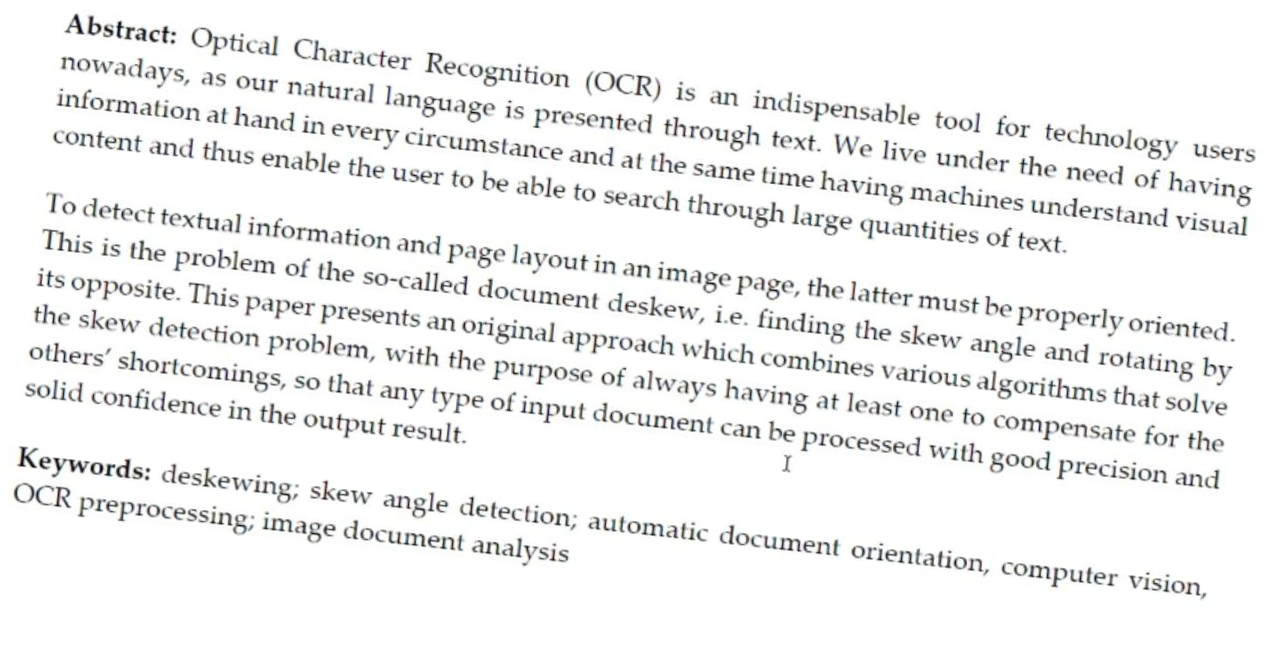 Abstract: Optical Character Recognition (OCR) is an indispensable tool for technology users
nowadays, as our natural language is presented through text. We live under the need of having
information at hand in every circumstance and at the same time having machines understand visual
content and thus enable the user to be able to search through large quantities of text.
To detect textual information and page layout in an image page, the latter must be properly oriented.
This is the problem of the so-called document deskew, i.e. finding the skew angle and rotating by
its opposite. This paper presents an original approach which combines various algorithms that solve
the skew detection problem, with the purpose of always having at least one to compensate for the
others’ shortcomings, so that any type of input document can be processed with good precision and
solid confidence in the output result.
Keywords: deskewing; skew angle detection; automatic document orientation, computer vision,
OCR preprocessing; image document analysis